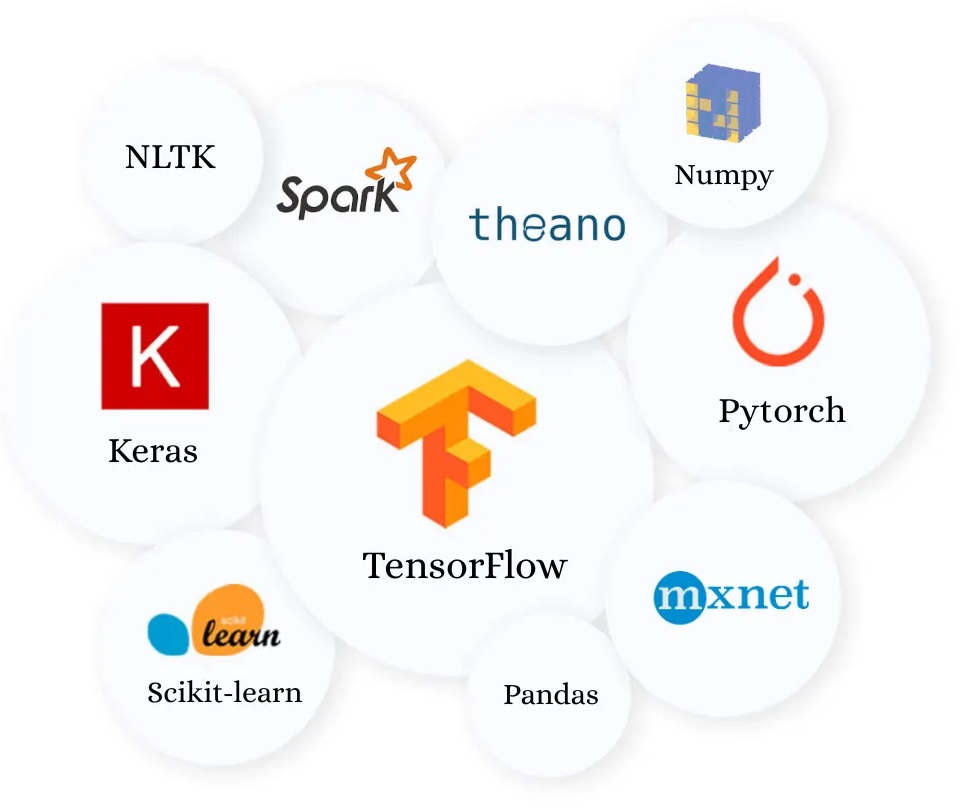 NLTK
Spark
theano
Numpy
K
Keras
Pytorch
TensorFlow
scikit
learn
Scikit-learn
mxnet
Pandas